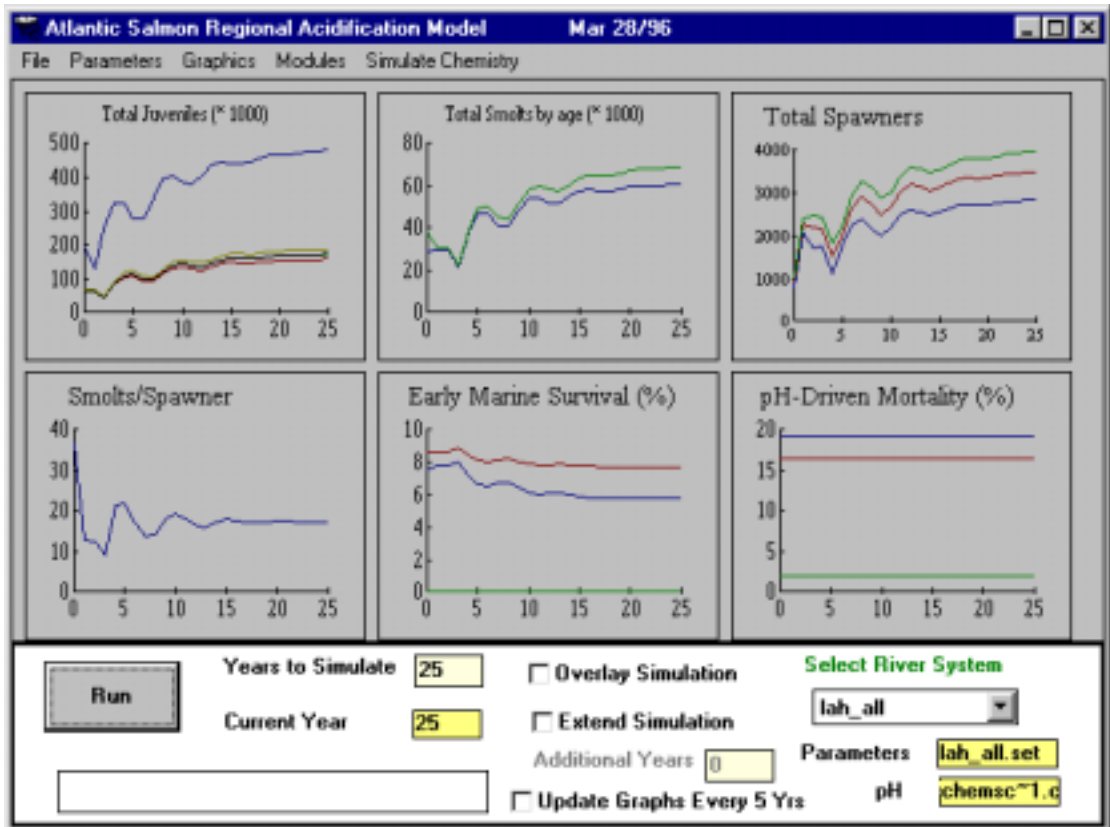 Atlantic Salmon Regional Acidification Model Mar 28/96
File Parameters Graphics Modules Simulate Chemistry
Total Juveniles (* 1000)
500
400
300
200
100
0
0 5 10 15 20 25
Total Smolts by age (* 1000)
80
60
40
20
0
0 5 10 15 20 25
Total Spawners
4000
3000
2000
1000
0
0 5 10 15 20 25
Smolts/Spawner
40
30
20
10
0
0 5 10 15 20 25
Early Marine Survival (%)
10
8
6
4
2
0
0 5 10 15 20 25
pH-Driven Mortality (%)
20
15
10
5
0
0 5 10 15 20 25
Run
Years to Simulate 25
Current Year 25
Overlay Simulation
Extend Simulation
Additional Years 0
Update Graphs Every 5 Yrs
Select River System
lah_all
Parameters lah_all.set
pH chemsc~1.c